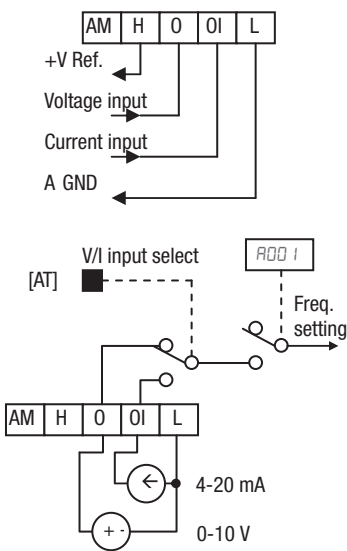 AM H O OI L
+V Ref.
Voltage input
Current input
A GND
V/I input select
A001
[AT]
Freq.
setting
AM H O OI L
4-20 mA
+ -
0-10 V